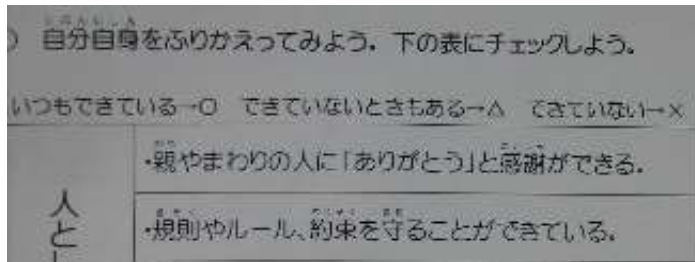 自分自身をふりかえってみよう。下の表にチェックしよう。
いつもできている→○ できていないときもある→△ できていない→×
・親やまわりの人に「ありがとう」と感謝ができる。
・規則やルール、約束を守ることができている。
人とし